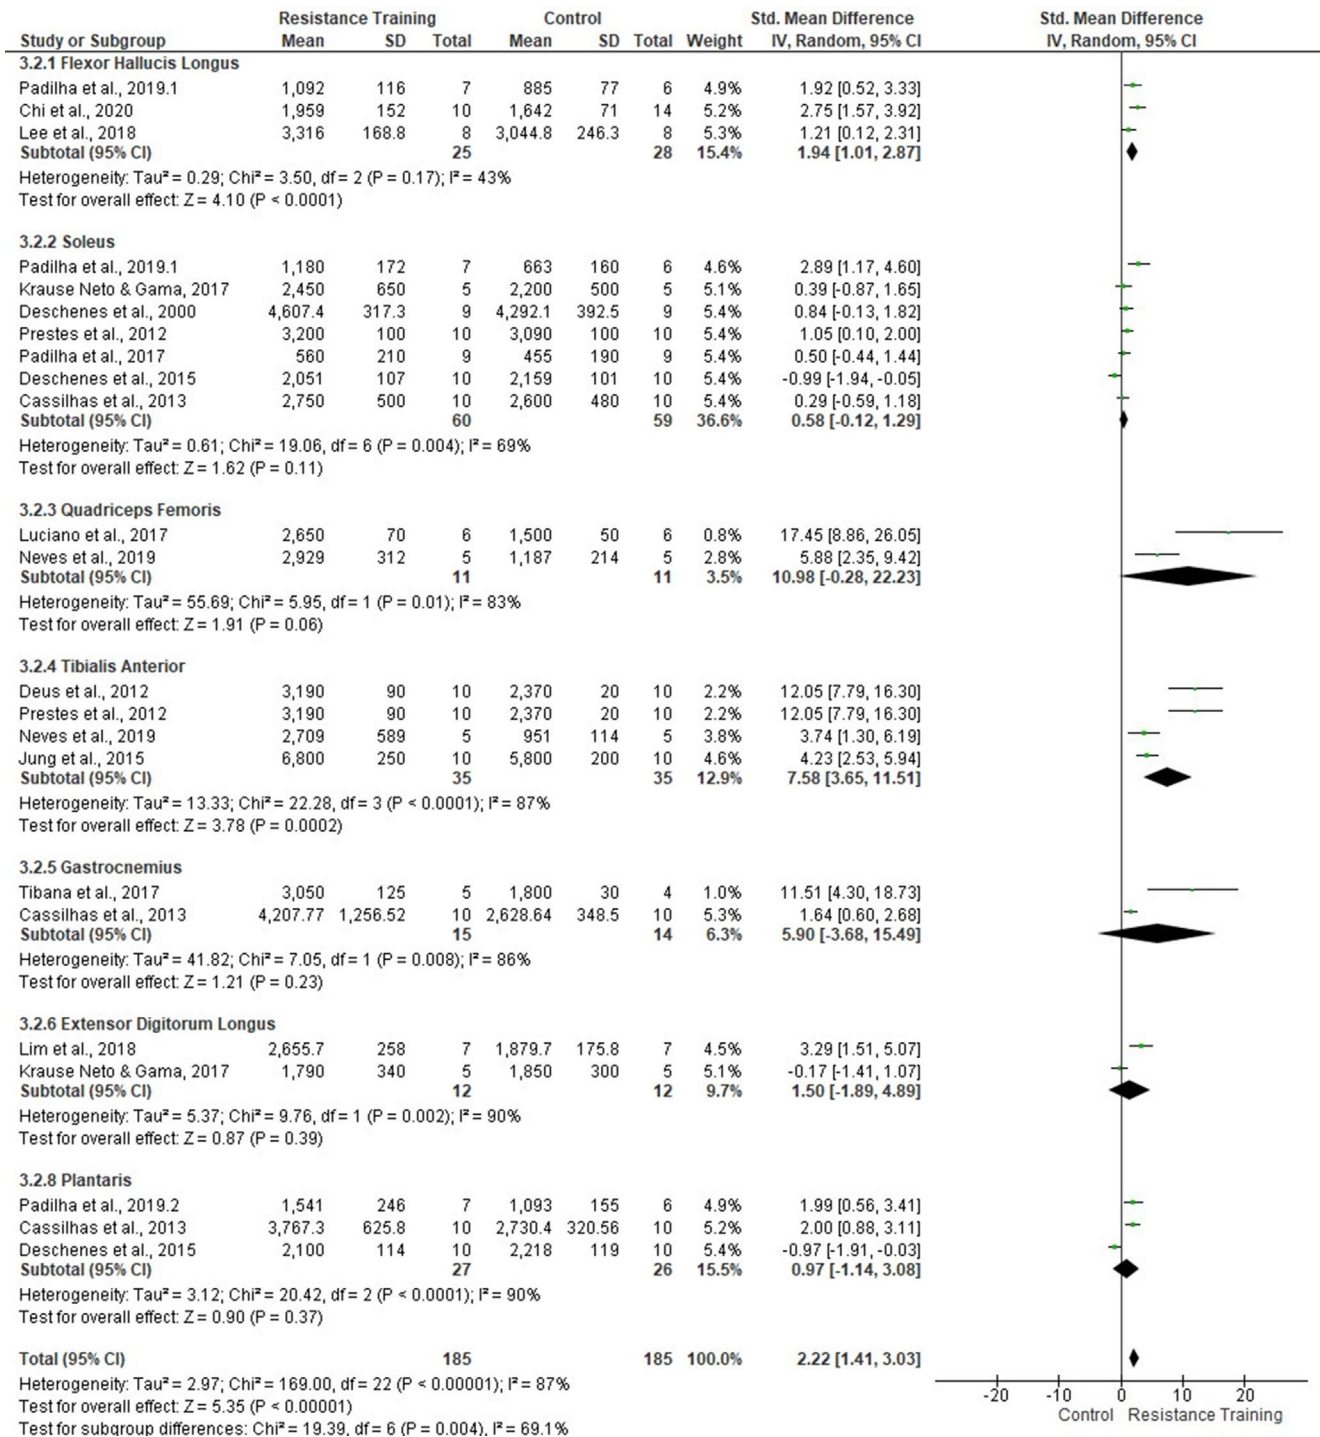 Resistance Training Control Std. Mean Difference Std. Mean Difference
Study or Subgroup Mean SD Total Mean SD Total Weight IV, Random, 95% CI IV, Random, 95% CI
3.2.1 Flexor Hallucis Longus
Padilha et al., 2019.1 1,092 116 7 885 77 6 4.9% 1.92 [0.52, 3.33]
Chi et al., 2020 1,959 152 10 1,642 71 14 5.2% 2.75 [1.57, 3.92]
Lee et al., 2018 3,316 168.8 8 3,044.8 246.3 8 5.3% 1.21 [0.12, 2.31]
Subtotal (95% CI) 25 28 15.4% 1.94 [1.01, 2.87]
Heterogeneity: Tau² = 0.29; Chi² = 3.50, df = 2 (P = 0.17); I² = 43%
Test for overall effect: Z = 4.10 (P < 0.0001)
3.2.2 Soleus
Padilha et al., 2019.1 1,180 172 7 663 160 6 4.6% 2.89 [1.17, 4.60]
Krause Neto & Gama, 2017 2,450 650 5 2,200 500 5 5.1% 0.39 [-0.87, 1.65]
Deschenes et al., 2000 4,607.4 317.3 9 4,292.1 392.5 9 5.4% 0.84 [-0.13, 1.82]
Prestes et al., 2012 3,200 100 10 3,090 100 10 5.4% 1.05 [0.10, 2.00]
Padilha et al., 2017 560 210 9 455 190 9 5.4% 0.50 [-0.44, 1.44]
Deschenes et al., 2015 2,051 107 10 2,159 101 10 5.4% -0.99 [-1.94, -0.05]
Cassilhas et al., 2013 2,750 500 10 2,600 480 10 5.4% 0.29 [-0.59, 1.18]
Subtotal (95% CI) 60 59 36.6% 0.58 [-0.12, 1.29]
Heterogeneity: Tau² = 0.61; Chi² = 19.06, df = 6 (P = 0.004); I² = 69%
Test for overall effect: Z = 1.62 (P = 0.11)
3.2.3 Quadriceps Femoris
Luciano et al., 2017 2,650 70 6 1,500 50 6 0.8% 17.45 [8.86, 26.05]
Neves et al., 2019 2,929 312 5 1,187 214 5 2.8% 5.88 [2.35, 9.42]
Subtotal (95% CI) 11 11 3.5% 10.98 [-0.28, 22.23]
Heterogeneity: Tau² = 55.69; Chi² = 5.95, df = 1 (P = 0.01); I² = 83%
Test for overall effect: Z = 1.91 (P = 0.06)
3.2.4 Tibialis Anterior
Deus et al., 2012 3,190 90 10 2,370 20 10 2.2% 12.05 [7.79, 16.30]
Prestes et al., 2012 3,190 90 10 2,370 20 10 2.2% 12.05 [7.79, 16.30]
Neves et al., 2019 2,709 589 5 951 114 5 3.8% 3.74 [1.30, 6.19]
Jung et al., 2015 6,800 250 10 5,800 200 10 4.6% 4.23 [2.53, 5.94]
Subtotal (95% CI) 35 35 12.9% 7.58 [3.65, 11.51]
Heterogeneity: Tau² = 13.33; Chi² = 22.28, df = 3 (P < 0.0001); I² = 87%
Test for overall effect: Z = 3.78 (P = 0.0002)
3.2.5 Gastrocnemius
Tibana et al., 2017 3,050 125 5 1,800 30 4 1.0% 11.51 [4.30, 18.73]
Cassilhas et al., 2013 4,207.77 1,256.52 10 2,628.64 348.5 10 5.3% 1.64 [0.60, 2.68]
Subtotal (95% CI) 15 14 6.3% 5.90 [-3.68, 15.49]
Heterogeneity: Tau² = 41.82; Chi² = 7.05, df = 1 (P = 0.008); I² = 86%
Test for overall effect: Z = 1.21 (P = 0.23)
3.2.6 Extensor Digitorum Longus
Lim et al., 2018 2,655.7 258 7 1,879.7 175.8 7 4.5% 3.29 [1.51, 5.07]
Krause Neto & Gama, 2017 1,790 340 5 1,850 300 5 5.1% -0.17 [-1.41, 1.07]
Subtotal (95% CI) 12 12 9.7% 1.50 [-1.89, 4.89]
Heterogeneity: Tau² = 5.37; Chi² = 9.76, df = 1 (P = 0.002); I² = 90%
Test for overall effect: Z = 0.87 (P = 0.39)
3.2.8 Plantaris
Padilha et al., 2019.2 1,541 246 7 1,093 155 6 4.9% 1.99 [0.56, 3.41]
Cassilhas et al., 2013 3,767.3 625.8 10 2,730.4 320.56 10 5.2% 2.00 [0.88, 3.11]
Deschenes et al., 2015 2,100 114 10 2,218 119 10 5.4% -0.97 [-1.91, -0.03]
Subtotal (95% CI) 27 26 15.5% 0.97 [-1.14, 3.08]
Heterogeneity: Tau² = 3.12; Chi² = 20.42, df = 2 (P < 0.0001); I² = 90%
Test for overall effect: Z = 0.90 (P = 0.37)
Total (95% CI) 185 185 100.0% 2.22 [1.41, 3.03]
Heterogeneity: Tau² = 2.97; Chi² = 169.00, df = 22 (P < 0.00001); I² = 87%
Test for overall effect: Z = 5.35 (P < 0.00001)
Test for subgroup differences: Chi² = 19.39, df = 6 (P = 0.004), I² = 69.1%
-20 -10 0 10 20
Control Resistance Training